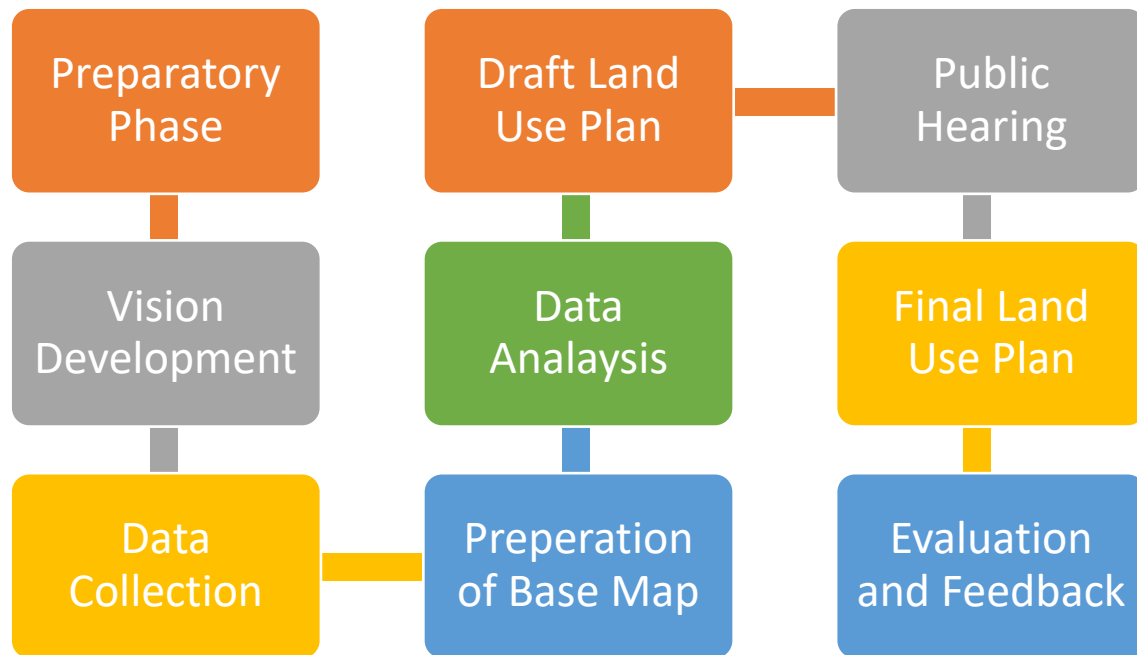 Preparatory
Phase
Vision
Development
Data
Collection
Preperation
of Base Map
Data
Analaysis
Draft Land
Use Plan
Public
Hearing
Final Land
Use Plan
Evaluation
and Feedback